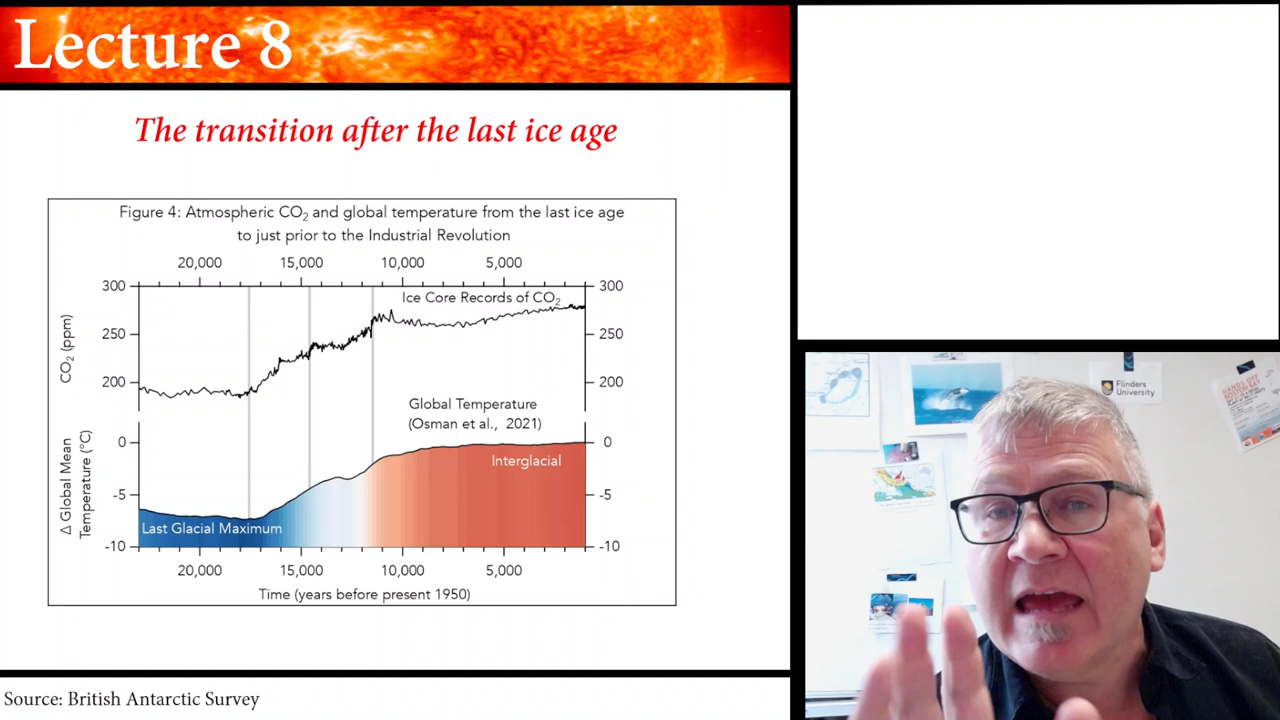 Lecture 8
The transition after the last ice age
Figure 4: Atmospheric CO₂ and global temperature from the last ice age
to just prior to the Industrial Revolution
20,000 15,000 10,000 5,000
300 300
Ice Core Records of CO₂
250 250
CO₂ (ppm)
200 200
Global Temperature
(Osman et al., 2021)
0 0
Interglacial
Δ Global Mean
Temperature (°C)
-5 -5
Last Glacial Maximum
-10 -10
20,000 15,000 10,000 5,000
Time (years before present 1950)
Source: British Antarctic Survey
Flinders
University
HANDS OFF